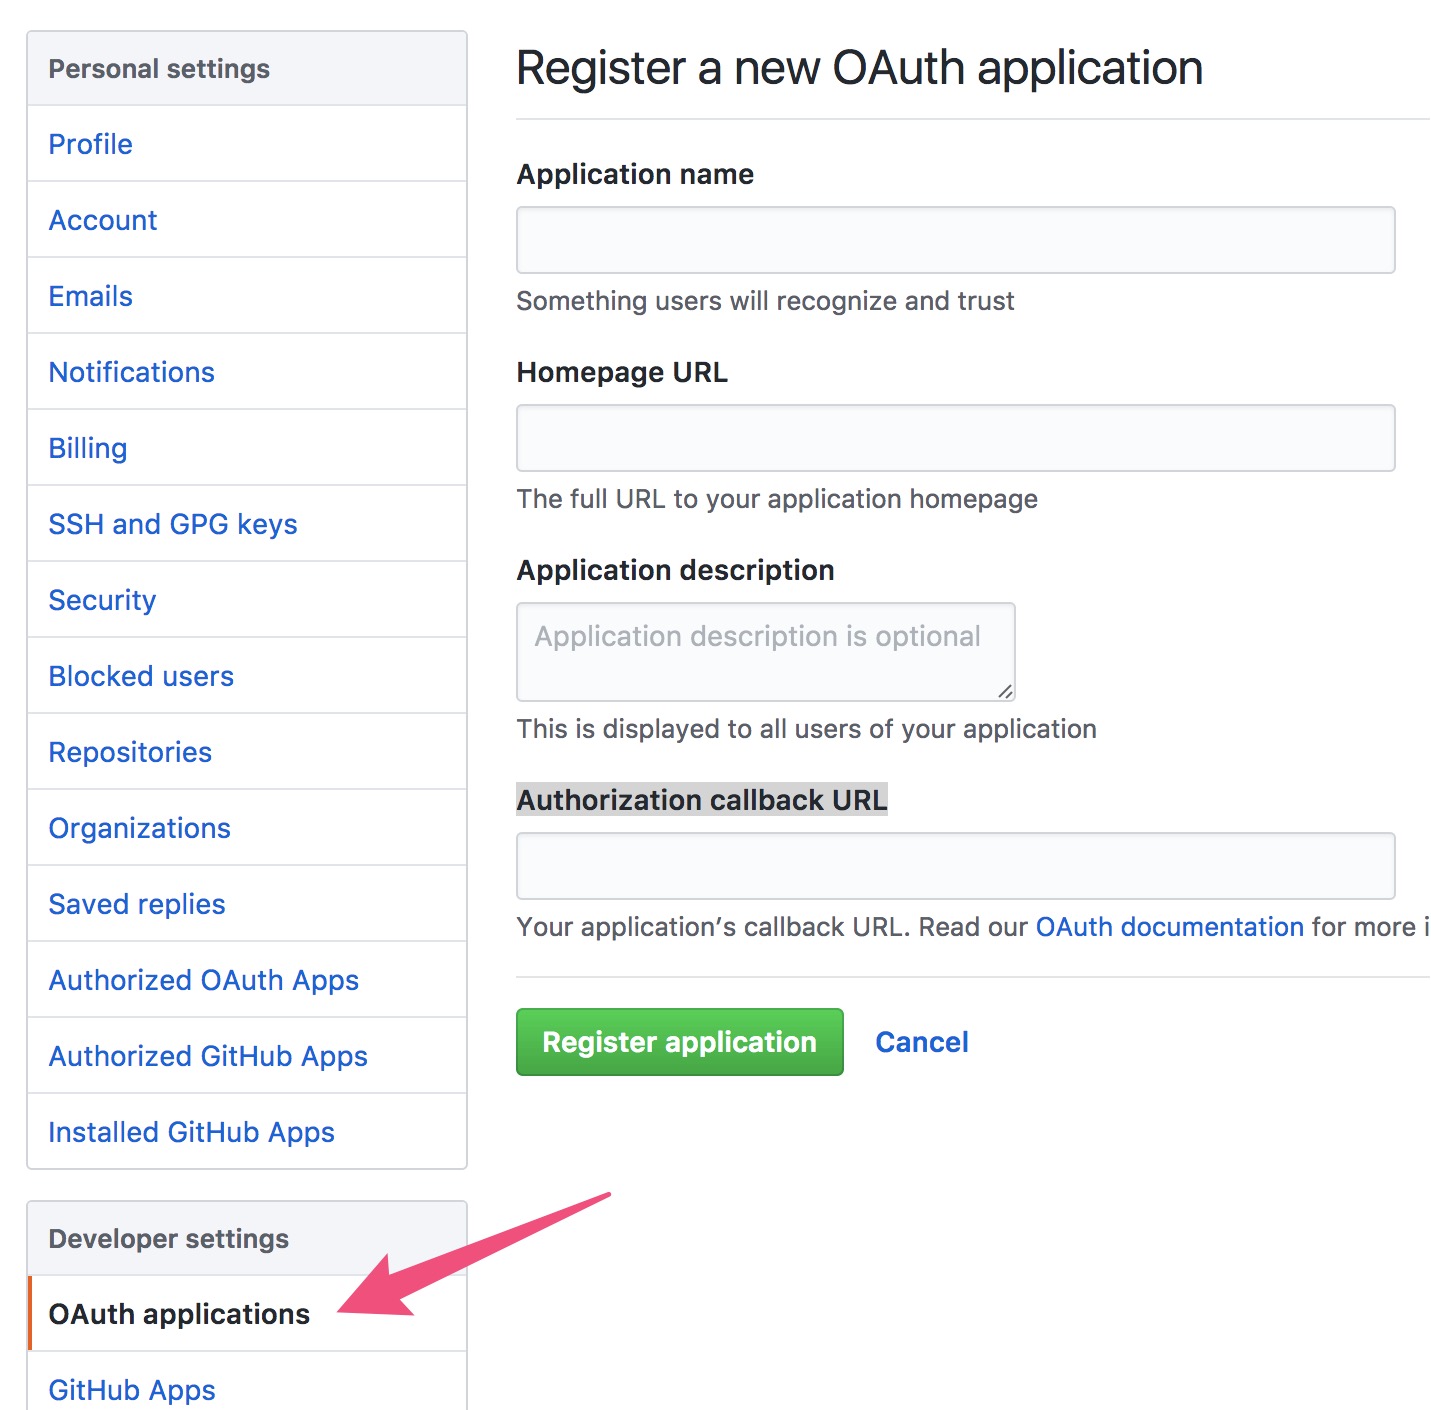 Personal settings
Profile
Account
Emails
Notifications
Billing
SSH and GPG keys
Security
Blocked users
Repositories
Organizations
Saved replies
Authorized OAuth Apps
Authorized GitHub Apps
Installed GitHub Apps
Developer settings
OAuth applications
GitHub Apps
Register a new OAuth application
Application name
Something users will recognize and trust
Homepage URL
The full URL to your application homepage
Application description
Application description is optional
This is displayed to all users of your application
Authorization callback URL
Your application’s callback URL. Read our OAuth documentation for more i
Register application
Cancel